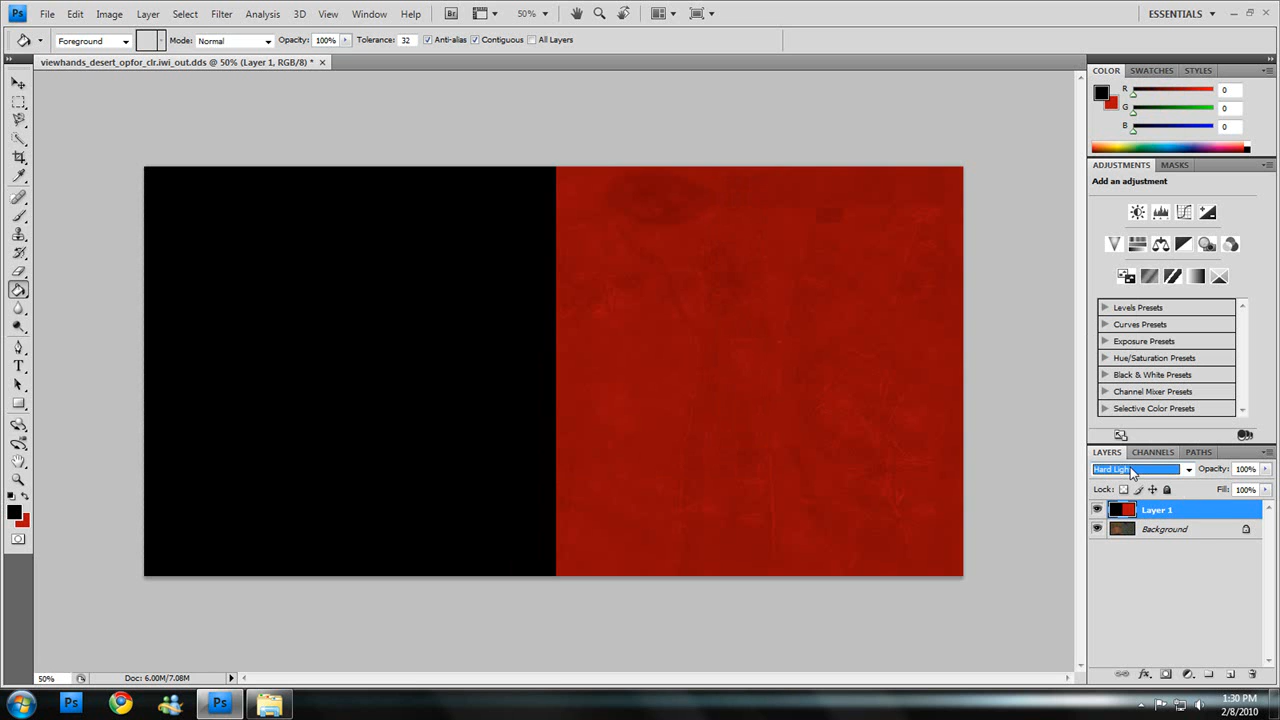 Ps File Edit Image Layer Select Filter Analysis 3D View Window Help Br 50% ESSENTIALS
Foreground Mode: Normal Opacity: 100% Tolerance: 32 Anti-alias Contiguous All Layers
viewhands_desert_opfor_clr.iwi_out.dds @ 50% (Layer 1, RGB/8) *
COLOR SWATCHES STYLES
R 0
G 0
B 0
ADJUSTMENTS MASKS
Add an adjustment
Levels Presets
Curves Presets
Exposure Presets
Hue/Saturation Presets
Black & White Presets
Channel Mixer Presets
Selective Color Presets
LAYERS CHANNELS PATHS
Hard Light Opacity: 100%
Lock: Fill: 100%
Layer 1
Background
50% Doc: 6.00M/7.08M
Ps Ps
1:30 PM
2/8/2010